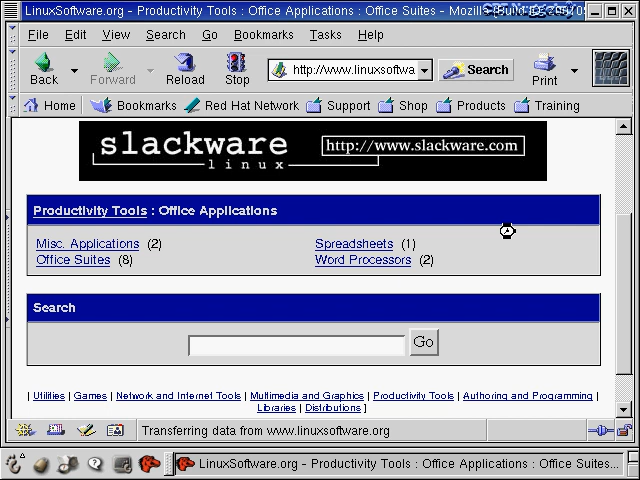 LinuxSoftware.org - Productivity Tools : Office Applications : Office Suites - Mozill
File Edit View Search Go Bookmarks Tasks Help
Back Forward Reload Stop http://www.linuxsoftwa Search Print
Home Bookmarks Red Hat Network Support Shop Products Training
slackware
linux
http://www.slackware.com
Productivity Tools : Office Applications
Misc. Applications (2) Spreadsheets (1)
Office Suites (8) Word Processors (2)
Search
Go
| Utilities | Games | Network and Internet Tools | Multimedia and Graphics | Productivity Tools | Authoring and Programming |
Libraries | Distributions ]
Transferring data from www.linuxsoftware.org
LinuxSoftware.org - Productivity Tools : Office Applications : Office Suites...